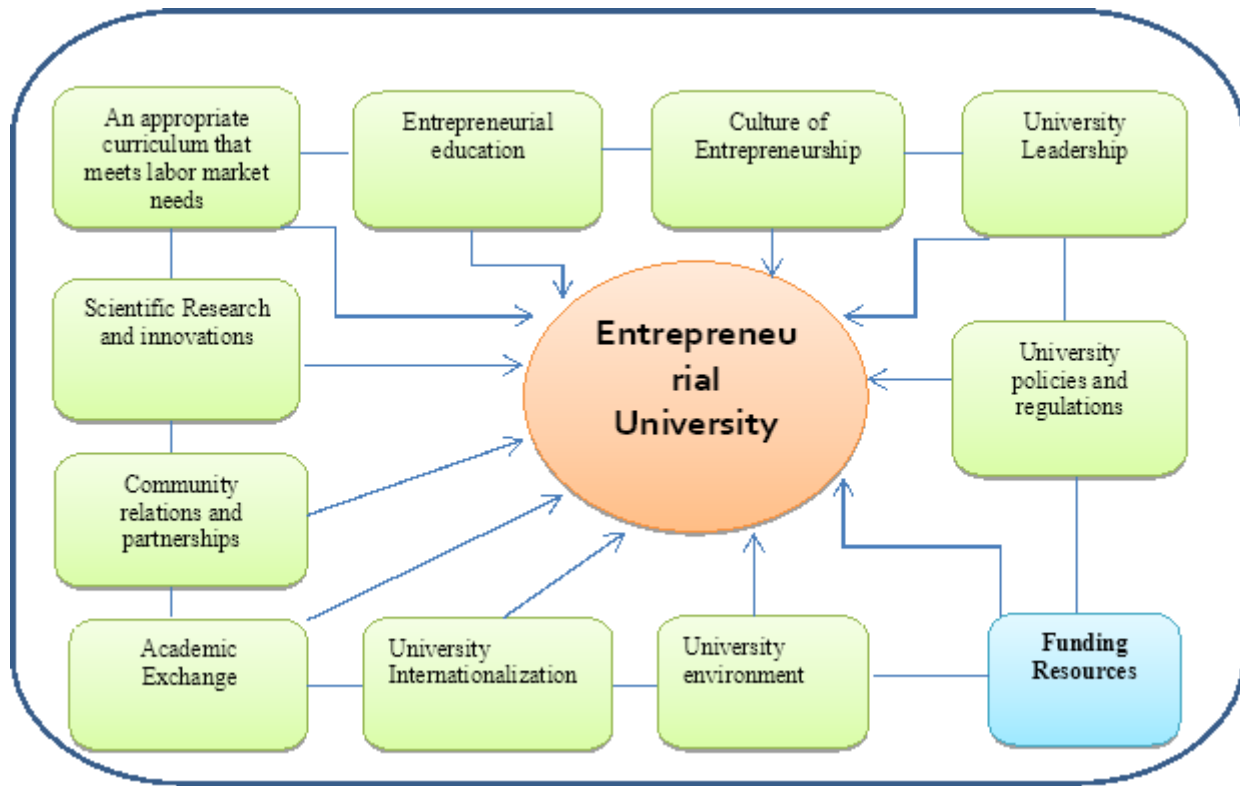 An appropriate
curriculum that
meets labor market
needs
Entrepreneurial
education
Culture of
Entrepreneurship
University
Leadership
Scientific Research
and innovations
Entrepreneu
rial
University
University
policies and
regulations
Community
relations and
partnerships
Academic
Exchange
University
Internationalization
University
environment
Funding
Resources